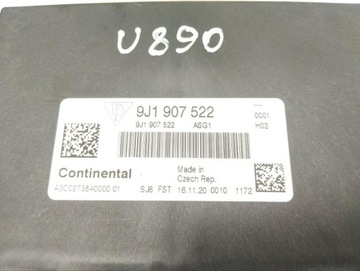 U890
9J1 907 522
9J1 907 522 ASG1
0001
H02
Continental
Made in
Czech Rep.
A3C0273840000 01 SJ8 FST 16.11.20 0010 1172